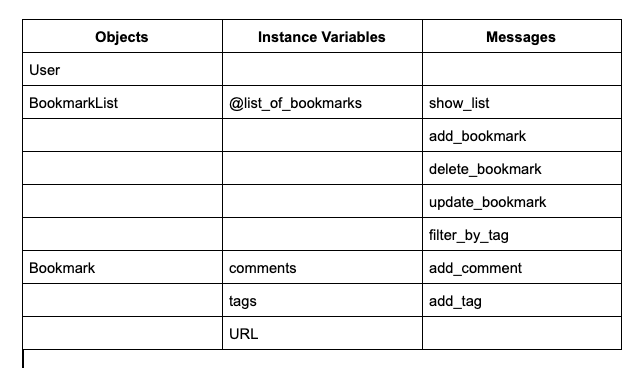 Objects Instance Variables Messages
User
BookmarkList @list_of_bookmarks show_list
add_bookmark
delete_bookmark
update_bookmark
filter_by_tag
Bookmark comments add_comment
tags add_tag
URL